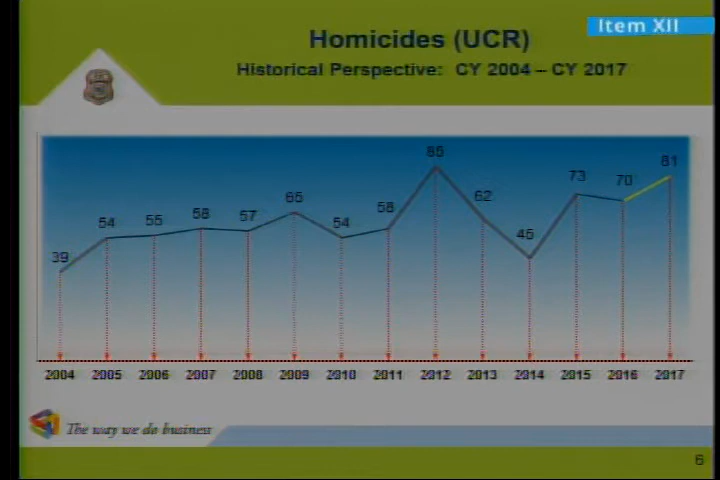 Item XII
Homicides (UCR)
Historical Perspective: CY 2004 – CY 2017
39 54 55 58 57 65 54 58 85 62 45 73 70 81
2004 2005 2006 2007 2008 2009 2010 2011 2012 2013 2014 2015 2016 2017
The way we do business
6